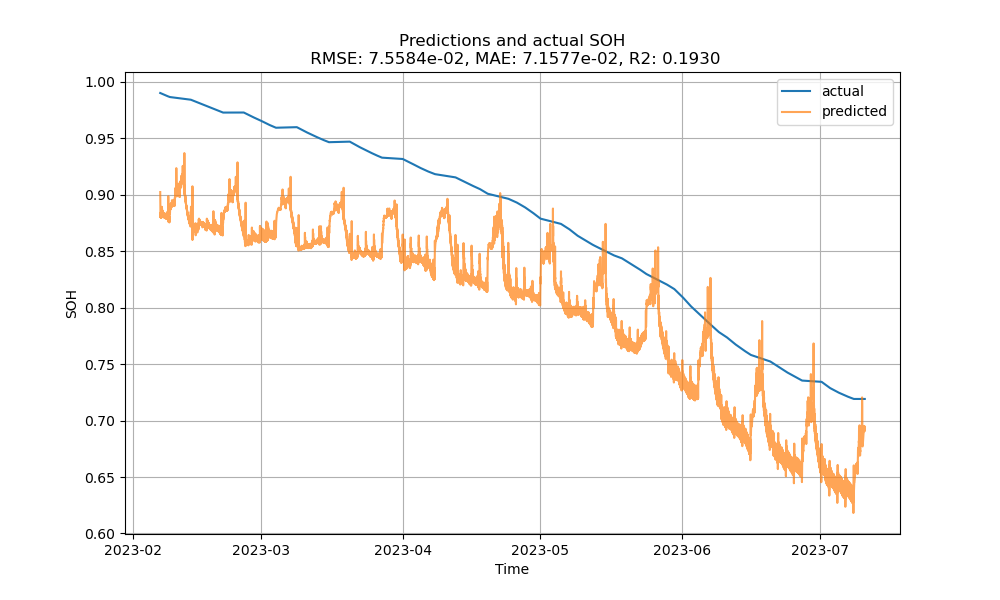 Predictions and actual SOH
RMSE: 7.5584e-02, MAE: 7.1577e-02, R2: 0.1930
actual
predicted
1.00
0.95
0.90
0.85
0.80
0.75
0.70
0.65
0.60
SOH
2023-02
2023-03
2023-04
2023-05
2023-06
2023-07
Time